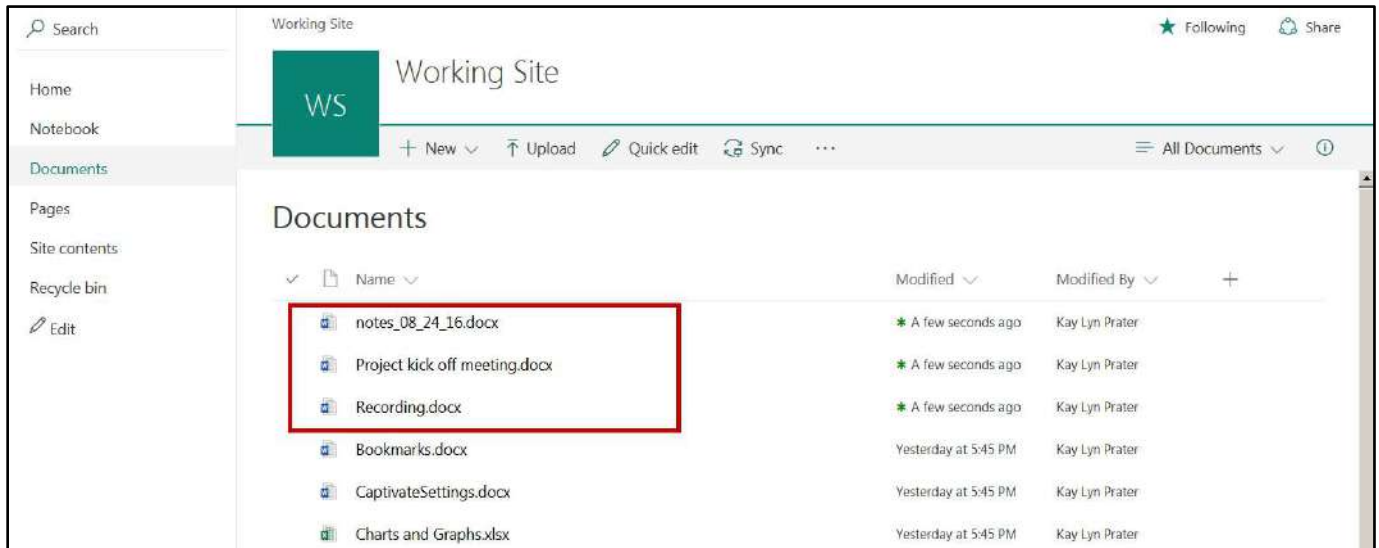 Search
Home
Notebook
Documents
Pages
Site contents
Recycle bin
Edit
Working Site
Following Share
WS
Working Site
New Upload Quick edit Sync ... All Documents
Documents
Name Modified Modified By
notes_08_24_16.docx A few seconds ago Kay Lyn Prater
Project kick off meeting.docx A few seconds ago Kay Lyn Prater
Recording.docx A few seconds ago Kay Lyn Prater
Bookmarks.docx Yesterday at 5:45 PM Kay Lyn Prater
CaptivateSettings.docx Yesterday at 5:45 PM Kay Lyn Prater
Charts and Graphs.xlsx Yesterday at 5:45 PM Kay Lyn Prater